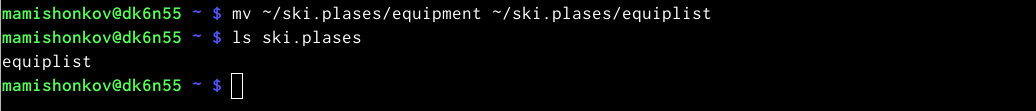 mamishonkov@dk6n55 ~ $ mv ~/ski.plases/equipment ~/ski.plases/equiplist
mamishonkov@dk6n55 ~ $ ls ski.plases
equiplist
mamishonkov@dk6n55 ~ $